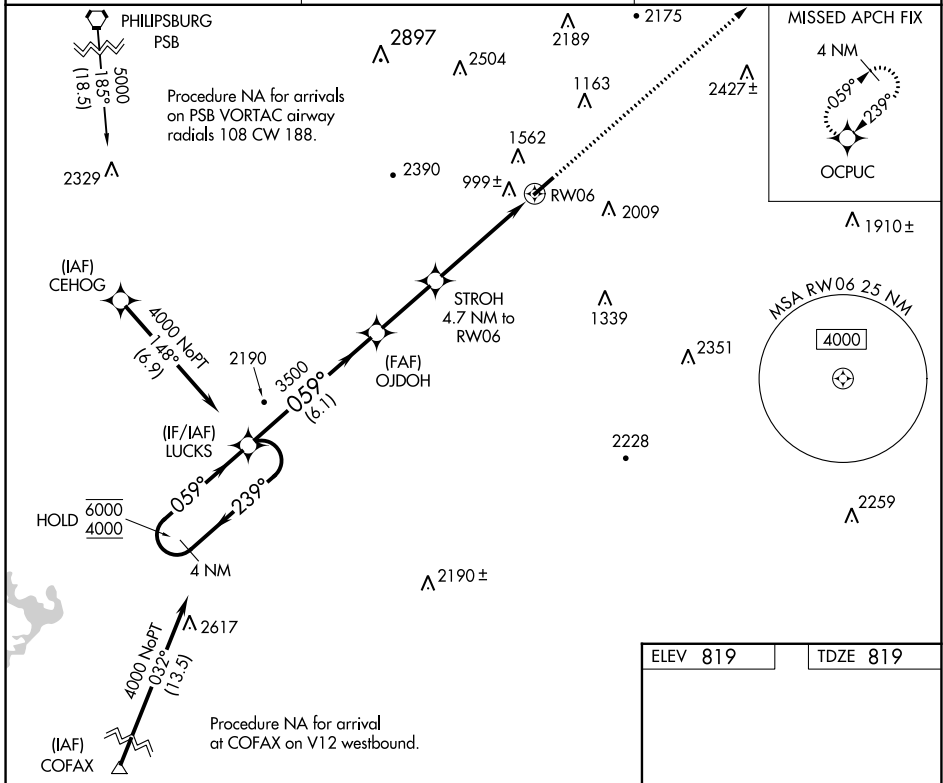 PHILIPSBURG
PSB
5000
185°
(18.5)
Procedure NA for arrivals
on PSB VORTAC airway
radials 108 CW 188.
2897
2504
2189
2175
1163
2427±
1562
2390
999±
RW06
2009
2329
MISSED APCH FIX
4 NM
059°
239°
OCPUC
1910±
(IAF)
CEHOG
4000 NoPT
148°
(6.9)
STROH
4.7 NM to
RW06
1339
MSA RW06 25 NM
4000
(FAF)
OJDOH
2351
2190
3500
059°
(6.1)
(IF/IAF)
LUCKS
2228
059°
239°
HOLD 6000
4000
4 NM
2259
2190±
2617
4000 NoPT
032°
(13.5)
(IAF)
COFAX
Procedure NA for arrival
at COFAX on V12 westbound.
ELEV 819
TDZE 819